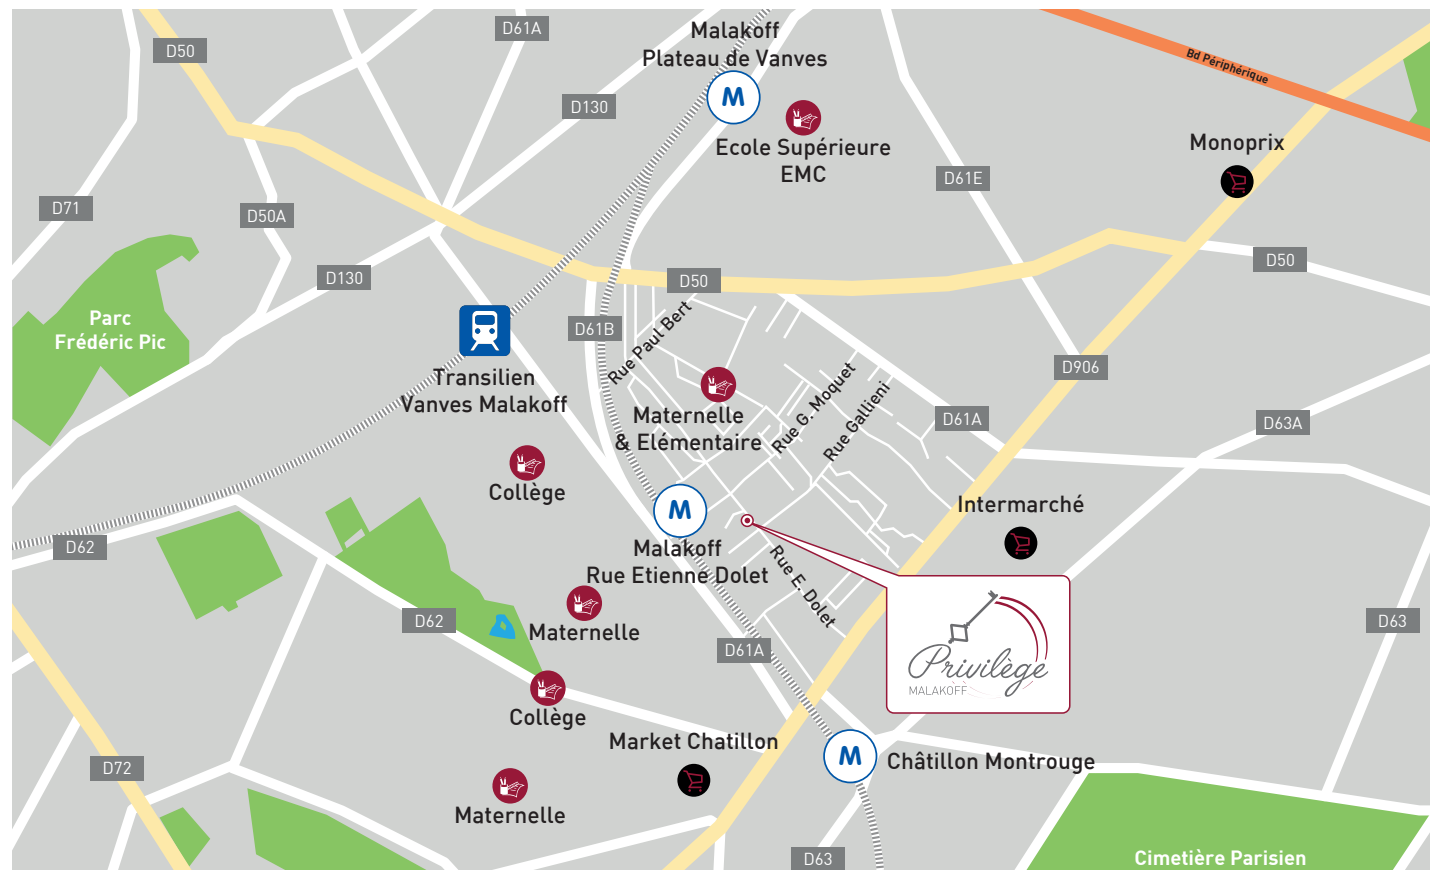 D61A
Malakoff
Plateau de Vanves
D50
Bd Périphérique
D130
M
Monoprix
Ecole Supérieure
EMC
D61E
D71
D50A
D50
D130
D50
Parc
Frédéric Pic
D61B
Rue Paul Bert
D906
Transilien
Vanves Malakoff
Maternelle
& Elémentaire
Rue G. Moquet
Rue Gallieni
D61A
D63A
Collège
Intermarché
M
D62
Malakoff
Rue Etienne Dolet
Rue E. Dolet
D62
Maternelle
D63
D61A
Privilège
MALAKOFF
Collège
Market Chatillon
M
Châtillon Montrouge
D72
Maternelle
D63
Cimetière Parisien